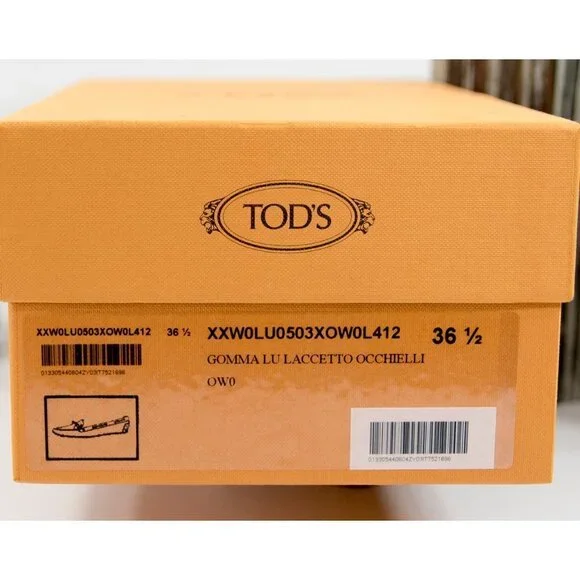 TOD'S
XXW0LU0503XOW0L412 36 ½ XXW0LU0503XOW0L412 36 ½
GOMMA LU LACCETTO OCCHIELLI
OW0